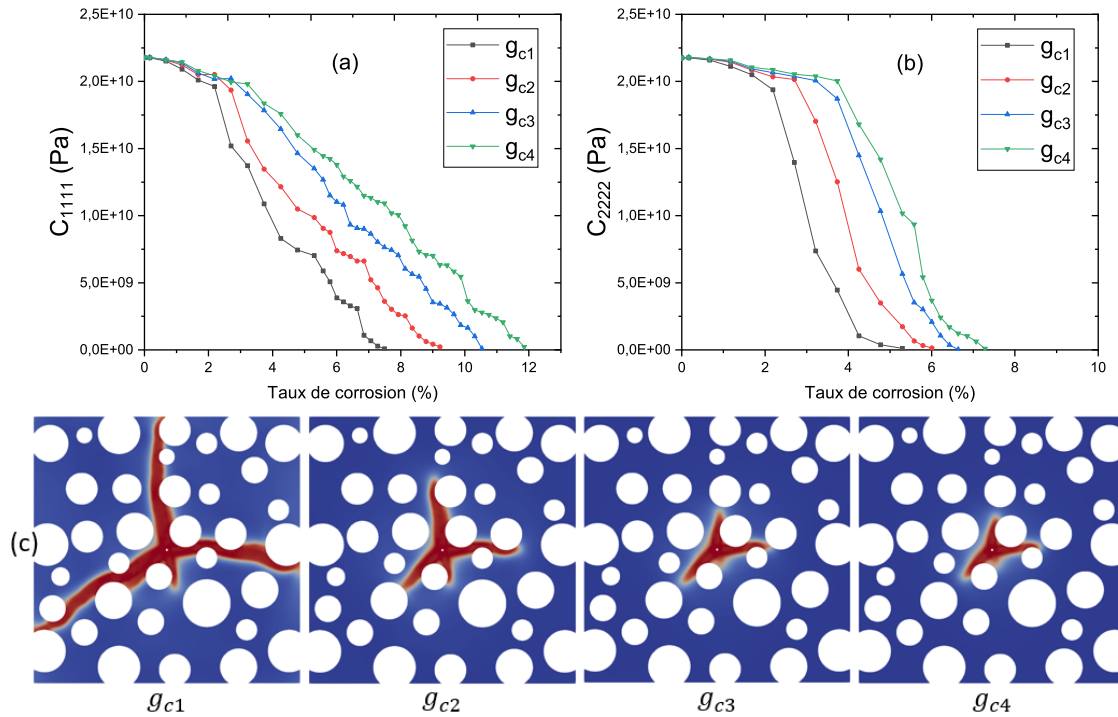 2,5E+10
2,0E+10
1,5E+10
1,0E+10
5,0E+09
0,0E+00
C1111 (Pa)
(a)
gc1
gc2
gc3
gc4
0 2 4 6 8 10 12
Taux de corrosion (%)
2,5E+10
2,0E+10
1,5E+10
1,0E+10
5,0E+09
0,0E+00
C2222 (Pa)
(b)
gc1
gc2
gc3
gc4
0 2 4 6 8 10
Taux de corrosion (%)
(c)
gc1 gc2 gc3 gc4